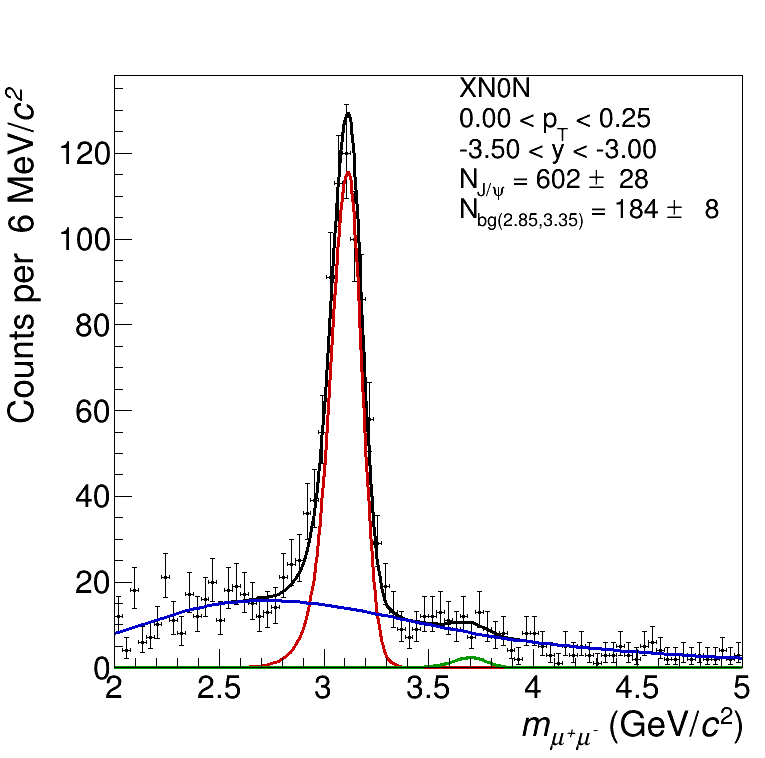 XN0N
0.00 < p_T < 0.25
-3.50 < y < -3.00
N_J/ψ = 602 ± 28
N_bg(2.85,3.35) = 184 ± 8
Counts per 6 MeV/c²
120
100
80
60
40
20
0
2 2.5 3 3.5 4 4.5 5
m_μ⁺μ⁻ (GeV/c²)